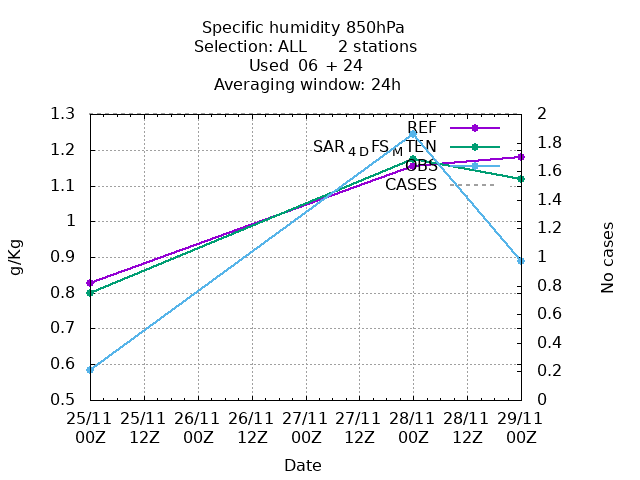 Specific humidity 850hPa
Selection: ALL      2 stations
Used  06 + 24
Averaging window: 24h
1.3
1.2
1.1
1
0.9
0.8
0.7
0.6
0.5
g/Kg
2
1.8
1.6
1.4
1.2
1
0.8
0.6
0.4
0.2
0
No cases
REF
SAR4DFSMTEN
OBS
CASES
25/11 25/11 26/11 26/11 27/11 27/11 28/11 28/11 29/11
00Z 12Z 00Z 12Z 00Z 12Z 00Z 12Z 00Z
Date